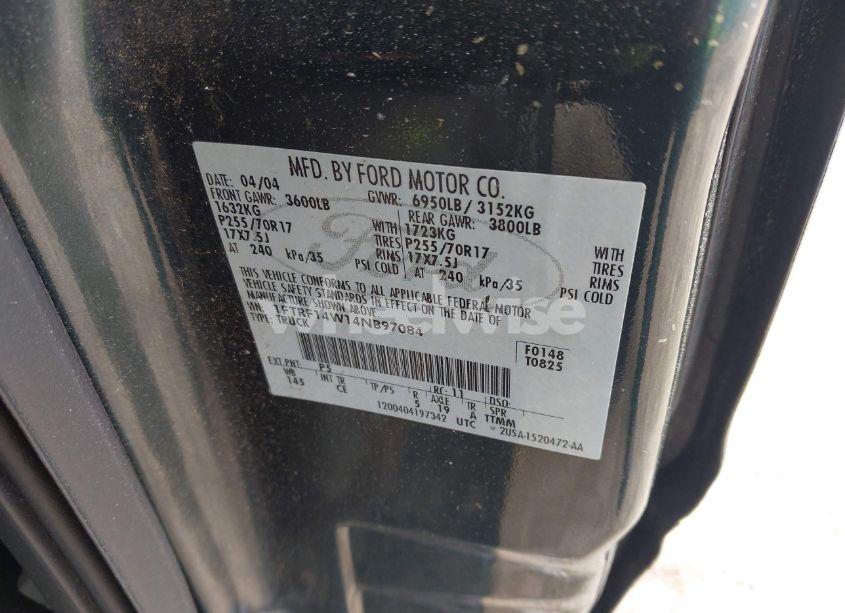 MFD. BY FORD MOTOR CO.
DATE: 04/04 GVWR: 6950LB / 3152KG
FRONT GAWR: 3600LB REAR GAWR: 3800LB
1632KG WITH 1723KG WITH
P255/70R17 TIRES P255/70R17 TIRES
17X7.5J RIMS 17X7.5J RIMS
AT 240 kPa/35 PSI COLD AT 240 kPa/35 PSI COLD
THIS VEHICLE CONFORMS TO ALL APPLICABLE FEDERAL MOTOR
VEHICLE SAFETY STANDARDS IN EFFECT ON THE DATE OF
MANUFACTURE SHOWN ABOVE
VIN: 1FTRF14W14NB97084
TYPE: TRUCK
F0148
T0825
EXT PNT: P5 RC: 11 DSO:
WB INT TR TP/PS R AXLE TR SPR
145 CE 5 19 A TTMM
1200404197342 UTC
2U5A-1520472-AA
Ford
wheelwise